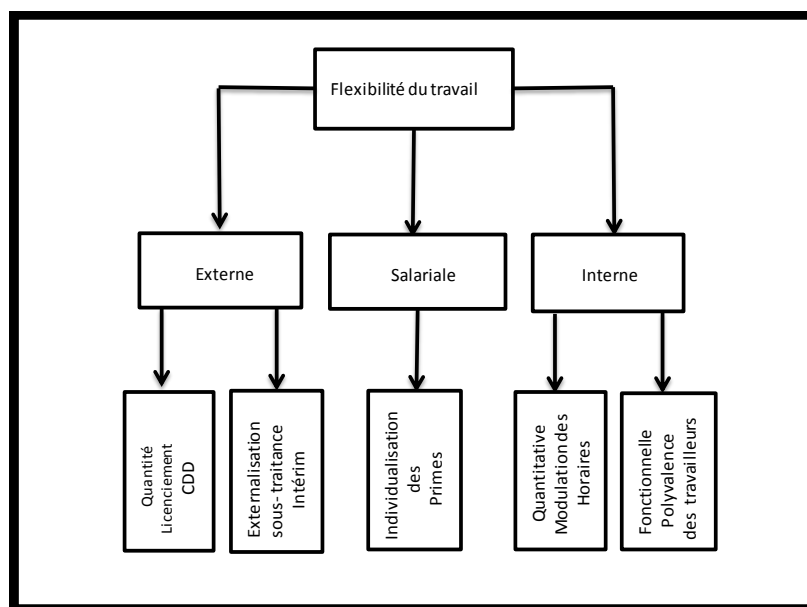 Flexibilité du travail
Externe
Salariale
Interne
Quantité
Licenciement
CDD
Externalisation
sous- traitance
Intérim
Individualisation
des
Primes
Quantitative
Modulation des
Horaires
Fonctionnelle
Polyvalence
des travailleurs